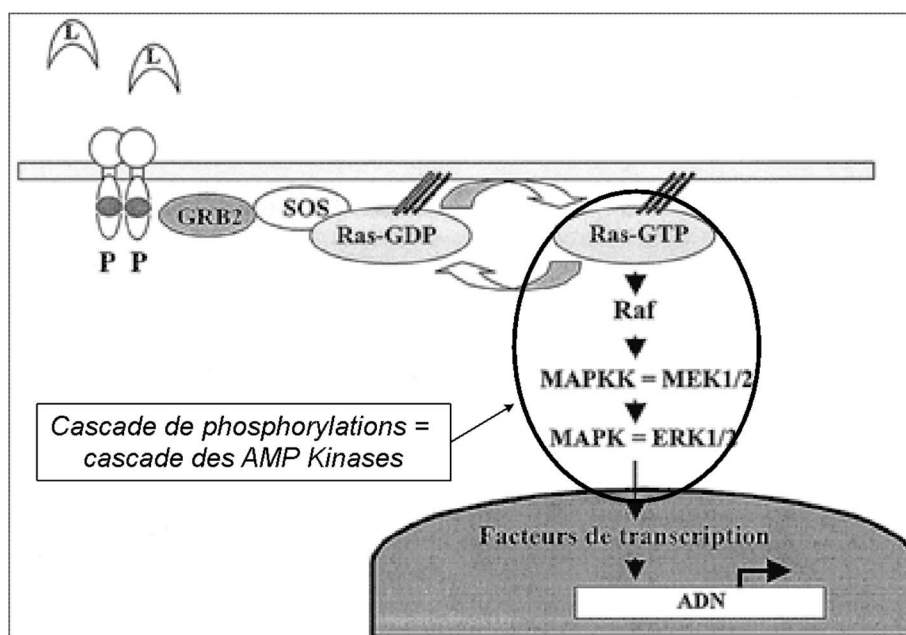 L
L
GRB2
SOS
Ras-GDP
Ras-GTP
P P
Raf
MAPKK = MEK1/2
Cascade de phosphorylations =
cascade des AMP Kinases
MAPK = ERK1/2
Facteurs de transcription
ADN